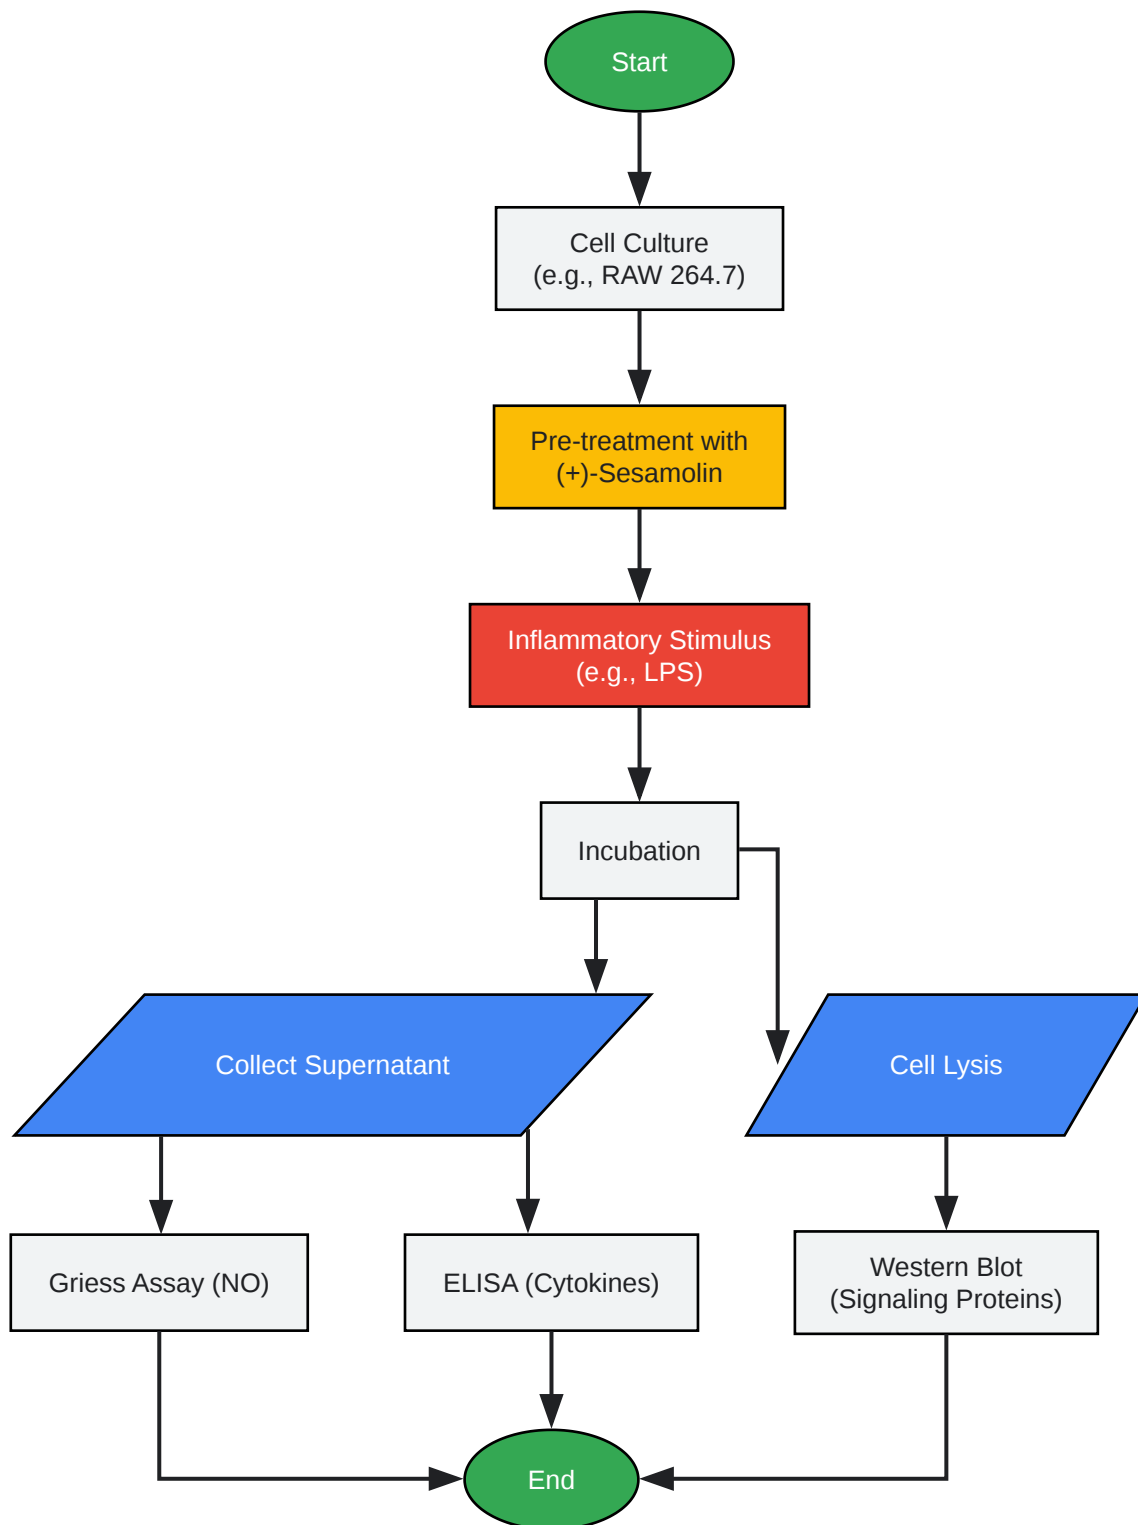 Start
Cell Culture
(e.g., RAW 264.7)
Pre-treatment with
(+)-Sesamolin
Inflammatory Stimulus
(e.g., LPS)
Incubation
Collect Supernatant
Cell Lysis
Griess Assay (NO)
ELISA (Cytokines)
Western Blot
(Signaling Proteins)
End